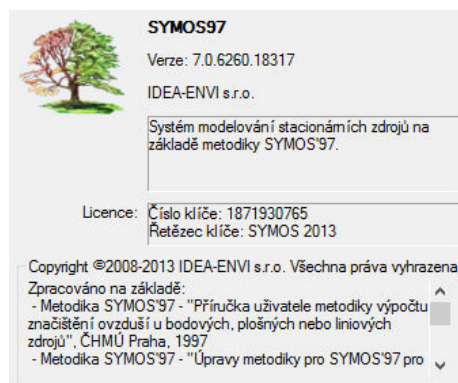 SYMOS97
Verze: 7.0.6260.18317
IDEA-ENVI s.r.o.
Systém modelování stacionárních zdrojů na
základě metodiky SYMOS'97.
Licence:
Číslo klíče: 1871930765
Řetězec klíče: SYMOS 2013
Copyright ©2008-2013 IDEA-ENVI s.r.o. Všechna práva vyhrazena
Zpracováno na základě:
- Metodika SYMOS'97 - "Příručka uživatele metodiky výpočtu
značištění ovzduší u bodových, plošných nebo liniových
zdrojů", ČHMÚ Praha, 1997
- Metodika SYMOS'97 - "Úpravy metodiky pro SYMOS'97 pro